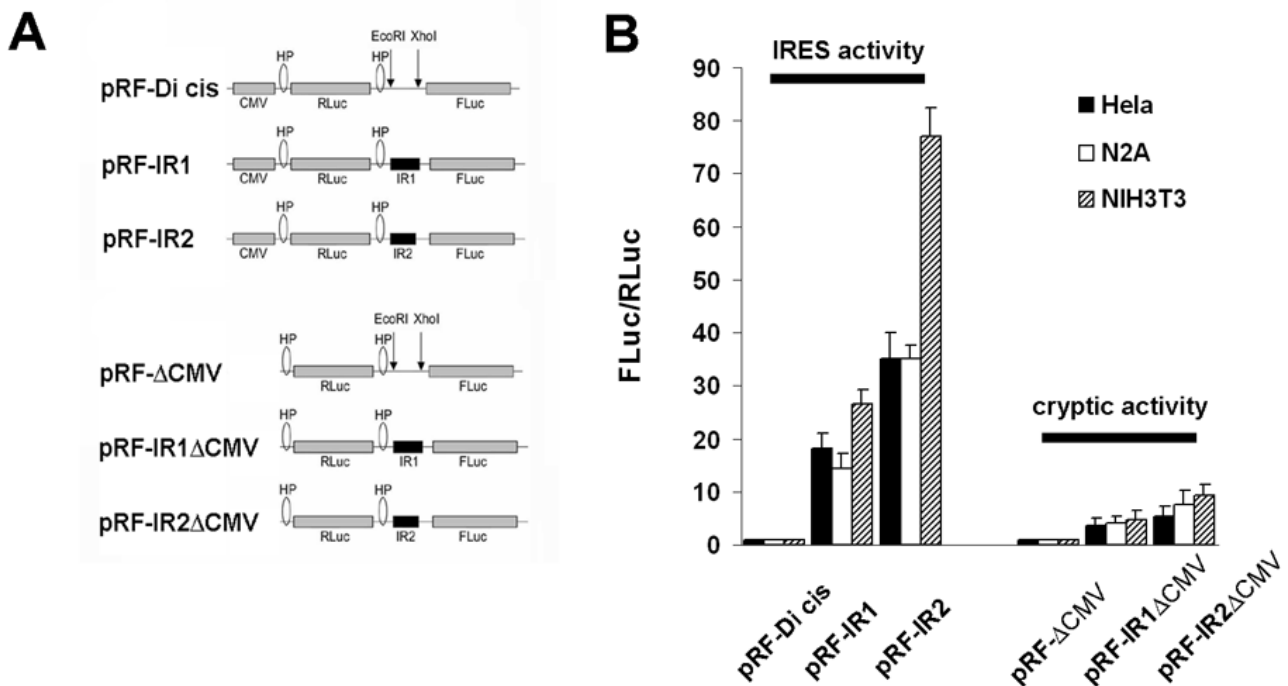 A
EcoRI XhoI
HP HP
pRF-Di cis
CMV RLuc FLuc
HP HP
pRF-IR1
CMV RLuc IR1 FLuc
HP HP
pRF-IR2
CMV RLuc IR2 FLuc
EcoRI XhoI
HP HP
pRF-ΔCMV
RLuc FLuc
HP HP
pRF-IR1ΔCMV
RLuc IR1 FLuc
HP HP
pRF-IR2ΔCMV
RLuc IR2 FLuc
B
IRES activity
Hela
N2A
NIH3T3
cryptic activity
FLuc/RLuc
90
80
70
60
50
40
30
20
10
0
pRF-Di cis
pRF-IR1
pRF-IR2
pRF-ΔCMV
pRF-IR1ΔCMV
pRF-IR2ΔCMV